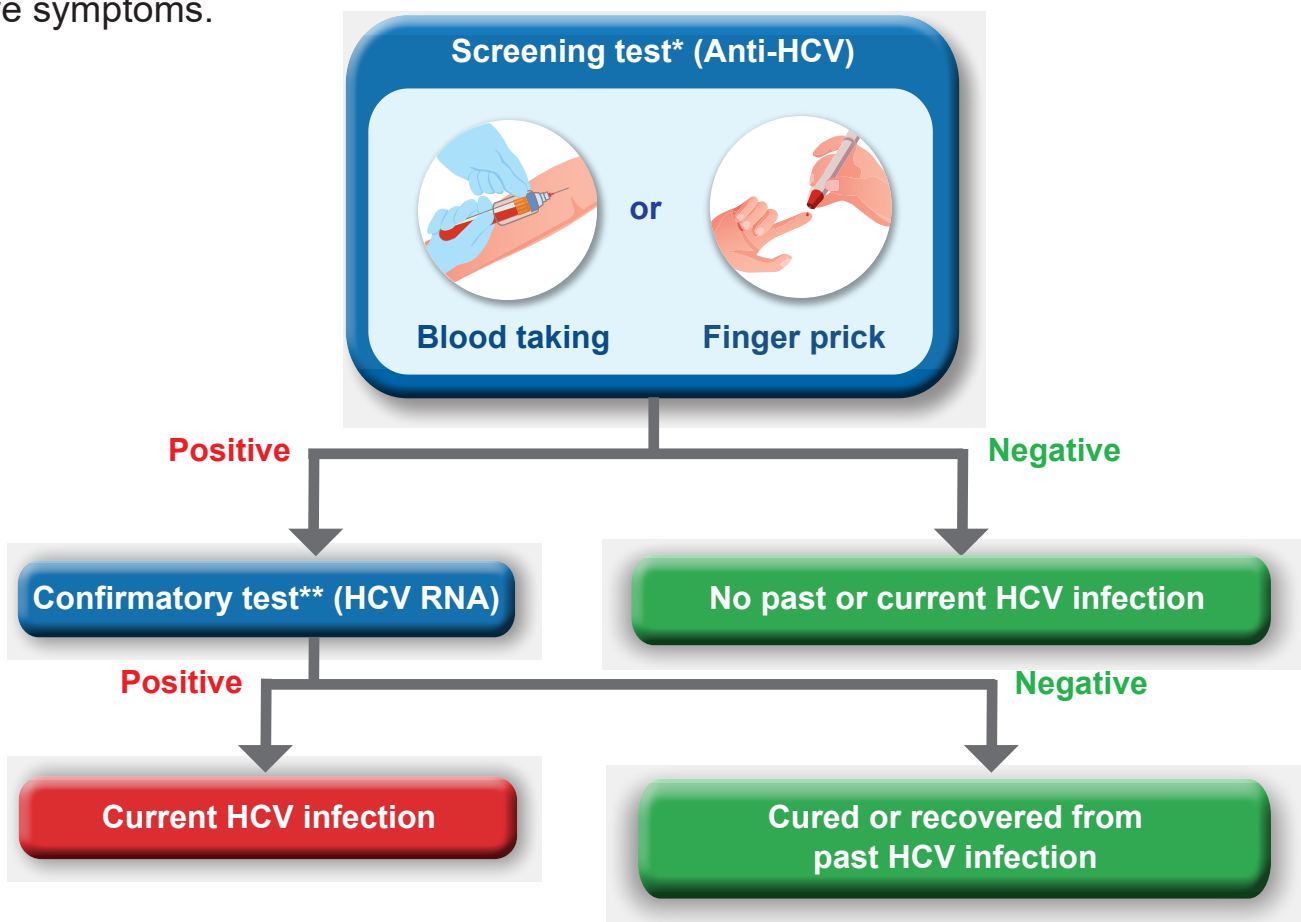 ve symptoms.
Screening test* (Anti-HCV)
or
Blood taking
Finger prick
Positive
Negative
Confirmatory test** (HCV RNA)
No past or current HCV infection
Positive
Negative
Current HCV infection
Cured or recovered from
past HCV infection